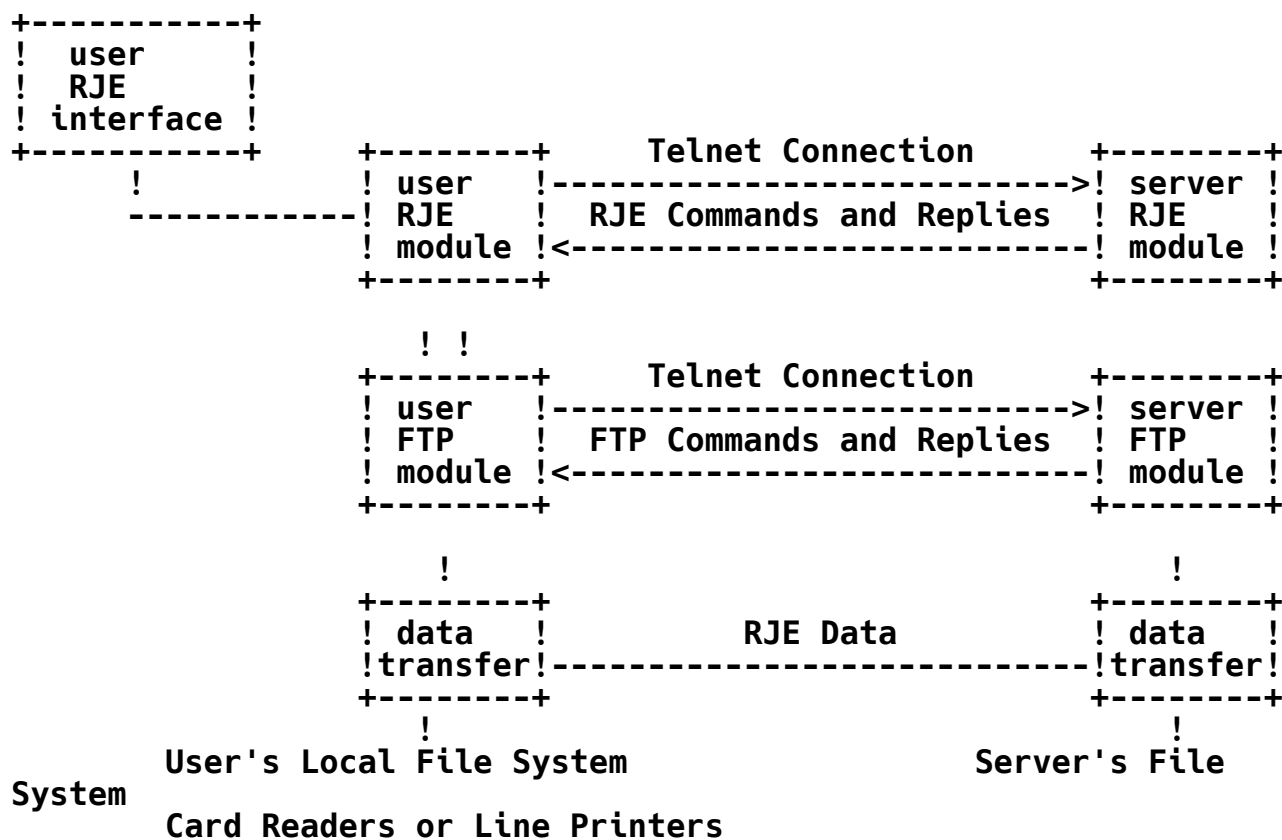 +-----------+
!  user     !
!  RJE      !
! interface !
+-----------+     +--------+     Telnet Connection      +--------+
      !           ! user   !--------------------------->! server !
      ------------! RJE    !  RJE Commands and Replies  ! RJE    !
                  ! module !<---------------------------! module !
                  +--------+                            +--------+
                     ! !
                  +--------+     Telnet Connection      +--------+
                  ! user   !--------------------------->! server !
                  ! FTP    !  FTP Commands and Replies  ! FTP    !
                  ! module !<---------------------------! module !
                  +--------+                            +--------+
                      !                                     !
                  +--------+                            +--------+
                  ! data   !          RJE Data          ! data   !
                  !transfer!----------------------------!transfer!
                  +--------+                            +--------+
                     !                                      !
        User's Local File System                  Server's File
System
        Card Readers or Line Printers